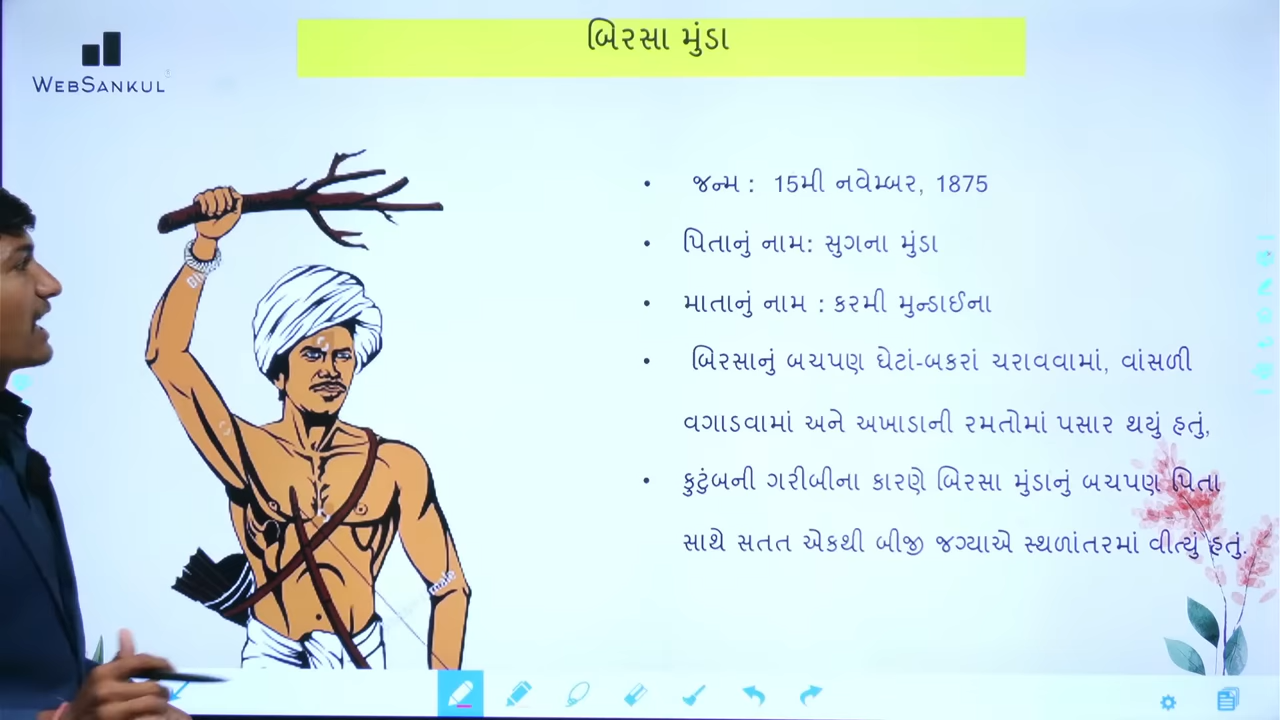 બિરસા મુંડા
WEBSANKUL
• જન્મ : 15મી નવેમ્બર, 1875
• પિતાનું નામ: સુગના મુંડા
• માતાનું નામ : કરમી મુન્ડાઈના
• બિરસાનું બચપણ ઘેટાં-બકરાં ચરાવવામાં, વાંસળી
વગાડવામાં અને અખાડાની રમતોમાં પસાર થયું હતું,
• કુટુંબની ગરીબીના કારણે બિરસા મુંડાનું બચપણ પિતા
સાથે સતત એકથી બીજી જગ્યાએ સ્થળાંતરમાં વીત્યું હતું.